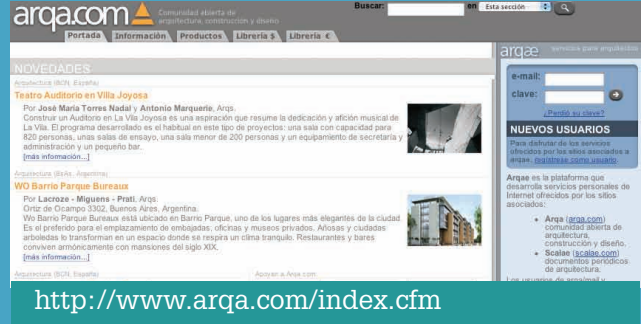 arqa.com
Comunidad abierta de
arquitectura, construcción y diseño
Buscar:
en Esta sección
Portada Información Productos Librería $ Librería €
NOVEDADES
Arquitectura (BCN, España)
Teatro Auditorio en Villa Joyosa
Por José María Torres Nadal y Antonio Marquerie, Arqs.
Construir un Auditorio en La Vila Joyosa es una aspiración que resume la dedicación y afición musical de
La Vila. El programa desarrollado es el habitual en este tipo de proyectos: una sala con capacidad para
820 personas, unas salas de ensayo, una sala menor de 200 personas y un equipamiento de secretaría y
administración y un pequeño bar.
[más información...]
Arquitectura (BsAs, Argentina)
WO Barrio Parque Bureaux
Por Lacroze - Miguens - Prati, Arqs.
Ortiz de Ocampo 3302, Buenos Aires, Argentina.
Wo Barrio Parque Bureaux está ubicado en Barrio Parque, uno de los lugares más elegantes de la ciudad.
Es el preferido para el emplazamiento de embajadas, oficinas y museos privados. Añosas y ciudadas
arboledas lo transforman en un espacio donde se respira un clima tranquilo. Restaurantes y bares
conviven armónicamente con mansiones del siglo XIX.
[más información...]
Arquitectura (BCN, España)
Apoyan a Arqa.com
arqæ servicios para arquitectos
e-mail:
clave:
¿Perdió su clave?
NUEVOS USUARIOS
Para disfrutar de los servicios
ofrecidos por los sitios asociados a
arqae, regístrese como usuario.
Arqae es la plataforma que
desarrolla servicios personales de
Internet ofrecidos por los sitios
asociados:
• Arqa (arqa.com)
comunidad abierta de
arquitectura,
construcción y diseño.
• Scalae (scalae.com)
documentos periódicos
de arquitectura.
Los usuarios de arqa/mail y
http://www.arqa.com/index.cfm